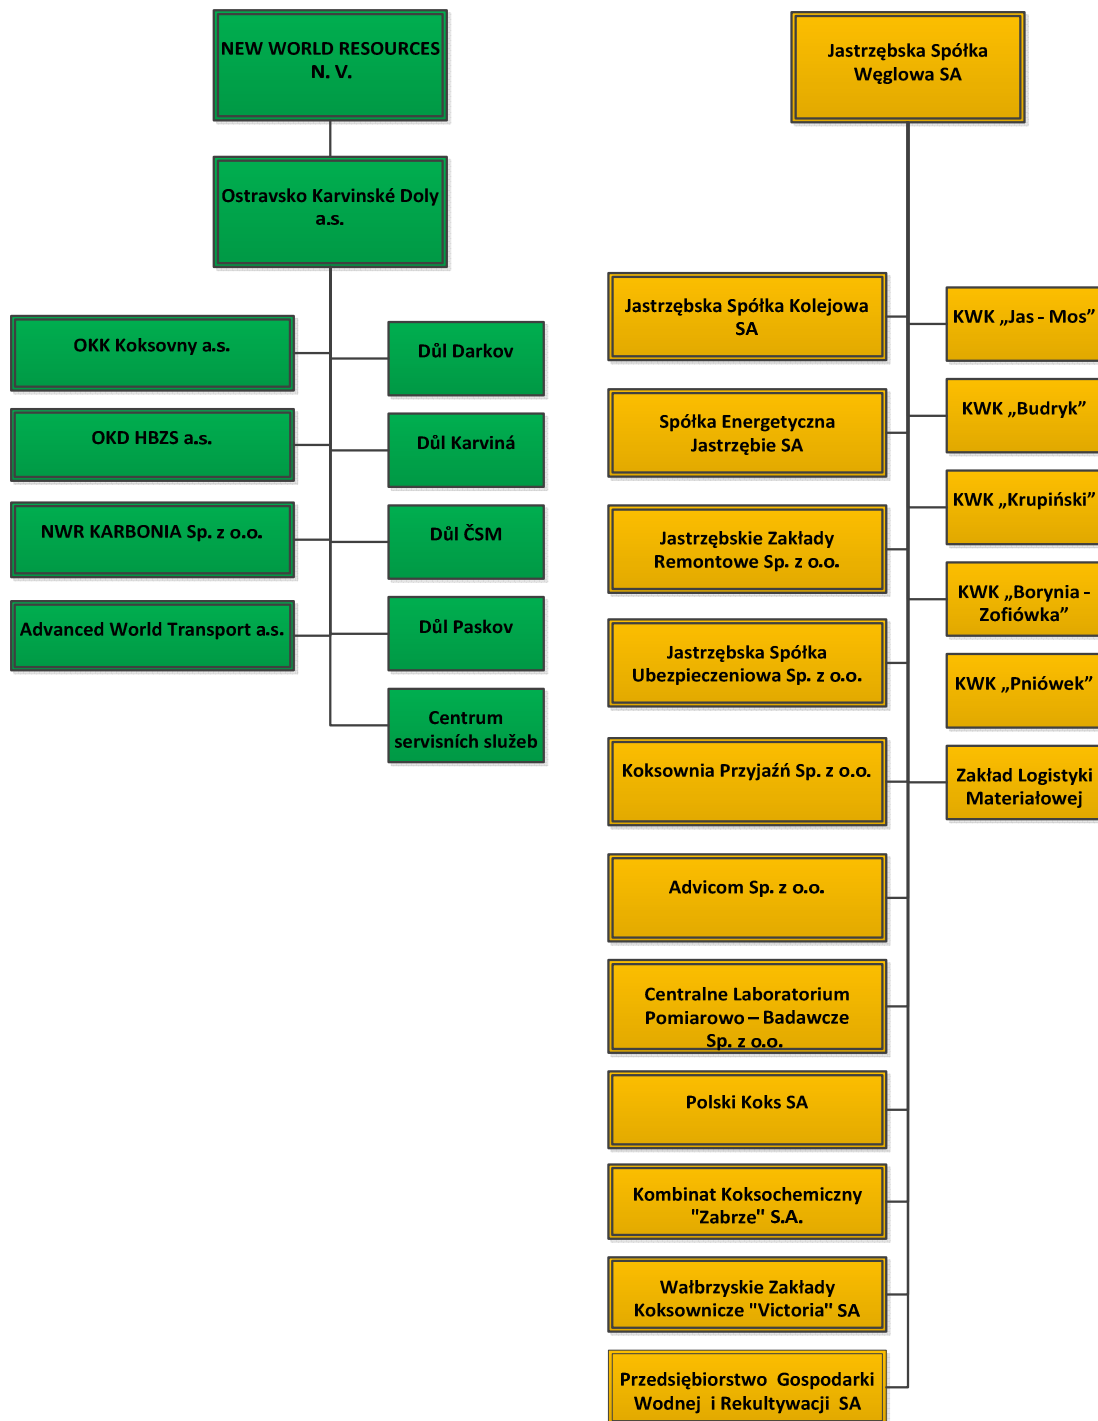 NEW WORLD RESOURCES
N. V.
Ostravsko Karvinské Doly
a.s.
OKK Koksovny a.s.
OKD HBZS a.s.
NWR KARBONIA Sp. z o.o.
Advanced World Transport a.s.
Důl Darkov
Důl Karviná
Důl ČSM
Důl Paskov
Centrum
servisních služeb
Jastrzębska Spółka
Węglowa SA
Jastrzębska Spółka Kolejowa
SA
Spółka Energetyczna
Jastrzębie SA
Jastrzębskie Zakłady
Remontowe Sp. z o.o.
Jastrzębska Spółka
Ubezpieczeniowa Sp. z o.o.
Koksownia Przyjaźń Sp. z o.o.
Advicom Sp. z o.o.
Centralne Laboratorium
Pomiarowo – Badawcze
Sp. z o.o.
Polski Koks SA
Kombinat Koksochemiczny
"Zabrze" S.A.
Wałbrzyskie Zakłady
Koksownicze "Victoria" SA
Przedsiębiorstwo Gospodarki
Wodnej i Rekultywacji SA
KWK „Jas - Mos”
KWK „Budryk”
KWK „Krupiński”
KWK „Borynia -
Zofiówka”
KWK „Pniówek”
Zakład Logistyki
Materiałowej